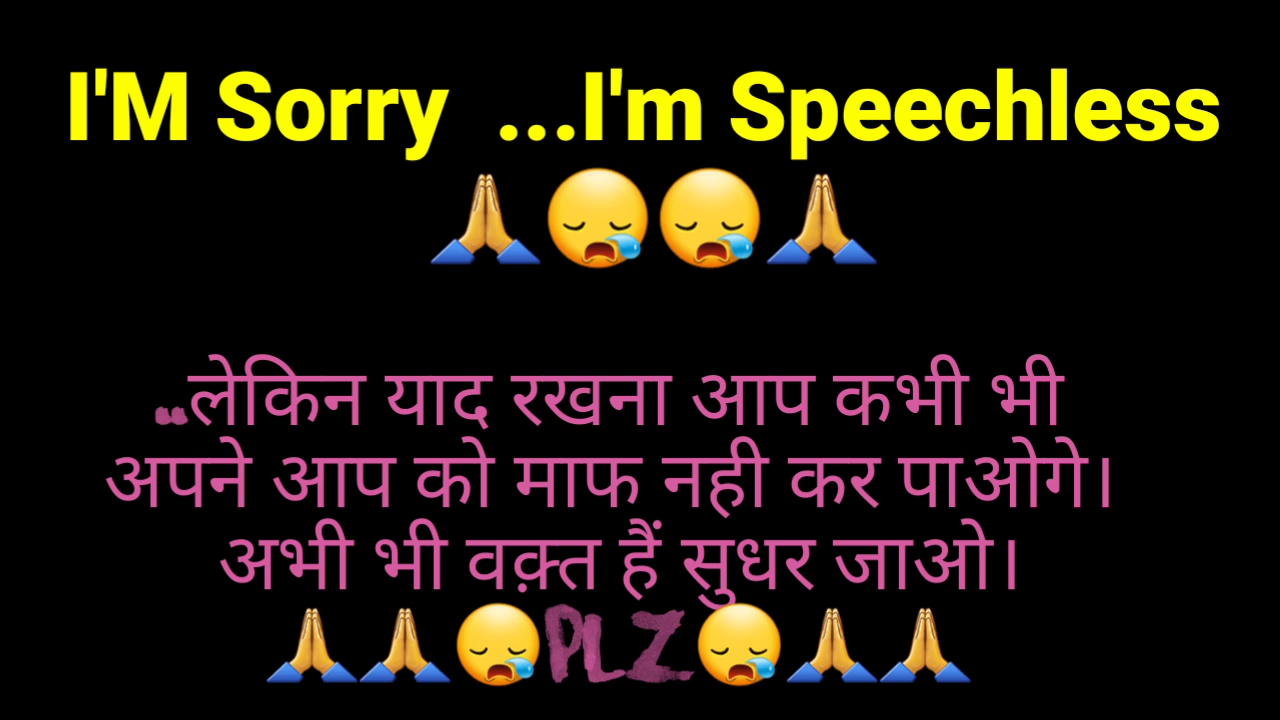 I'M Sorry ...I'm Speechless
🙏😪😪🙏
..लेकिन याद रखना आप कभी भी
अपने आप को माफ नही कर पाओगे।
अभी भी वक़्त हैं सुधर जाओ।
🙏🙏😪PLZ😪🙏🙏